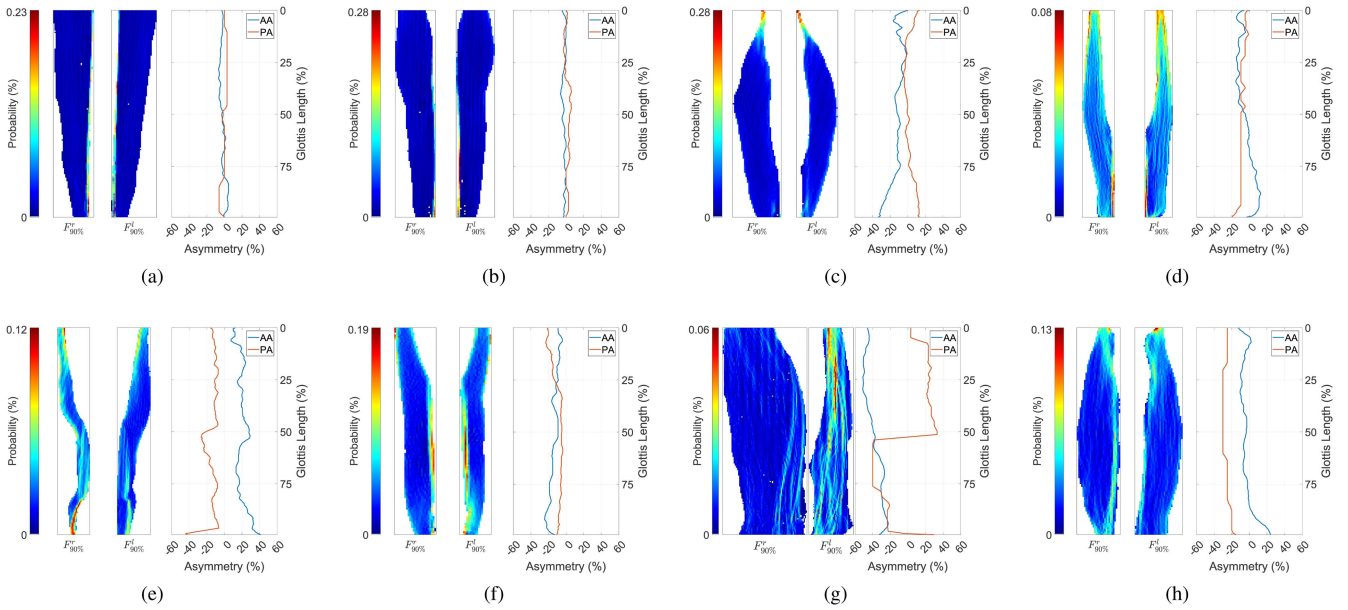 0.23
Probability (%)
0
F^r_90%
F^l_90%
AA
PA
0
25
50
75
Glottis Length (%)
-60
-40
-20
0
20
40
60
Asymmetry (%)
(a)
0.28
Probability (%)
0
F^r_90%
F^l_90%
AA
PA
0
25
50
75
Glottis Length (%)
-60
-40
-20
0
20
40
60
Asymmetry (%)
(b)
0.28
Probability (%)
0
F^r_90%
F^l_90%
AA
PA
0
25
50
75
Glottis Length (%)
-60
-40
-20
0
20
40
60
Asymmetry (%)
(c)
0.08
Probability (%)
0
F^r_90%
F^l_90%
AA
PA
0
25
50
75
Glottis Length (%)
-60
-40
-20
0
20
40
60
Asymmetry (%)
(d)
0.12
Probability (%)
0
F^r_90%
F^l_90%
AA
PA
0
25
50
75
Glottis Length (%)
-60
-40
-20
0
20
40
60
Asymmetry (%)
(e)
0.19
Probability (%)
0
F^r_90%
F^l_90%
AA
PA
0
25
50
75
Glottis Length (%)
-60
-40
-20
0
20
40
60
Asymmetry (%)
(f)
0.06
Probability (%)
0
F^r_90%
F^l_90%
AA
PA
0
25
50
75
Glottis Length (%)
-60
-40
-20
0
20
40
60
Asymmetry (%)
(g)
0.13
Probability (%)
0
F^r_90%
F^l_90%
AA
PA
0
25
50
75
Glottis Length (%)
-60
-40
-20
0
20
40
60
Asymmetry (%)
(h)